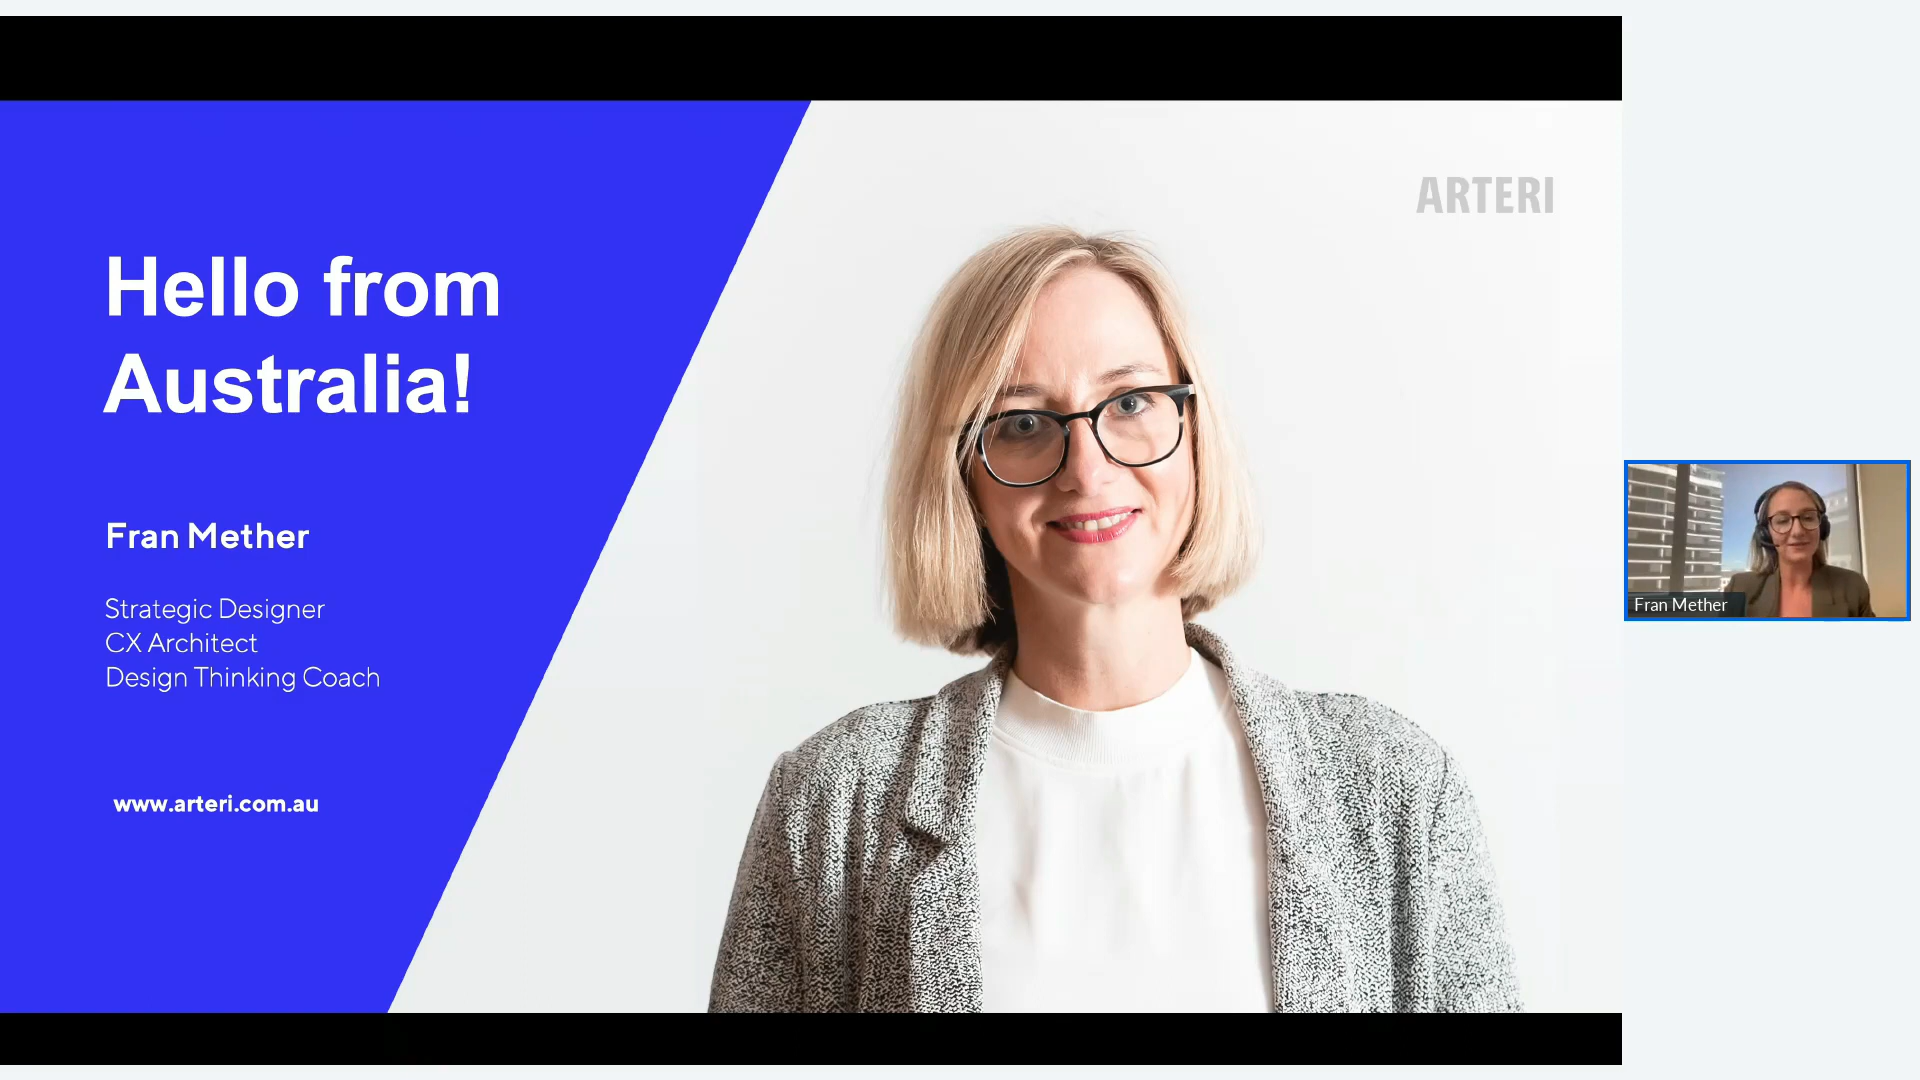 ARTERI
Hello from
Australia!
Fran Mether
Strategic Designer
CX Architect
Design Thinking Coach
www.arteri.com.au
Fran Mether